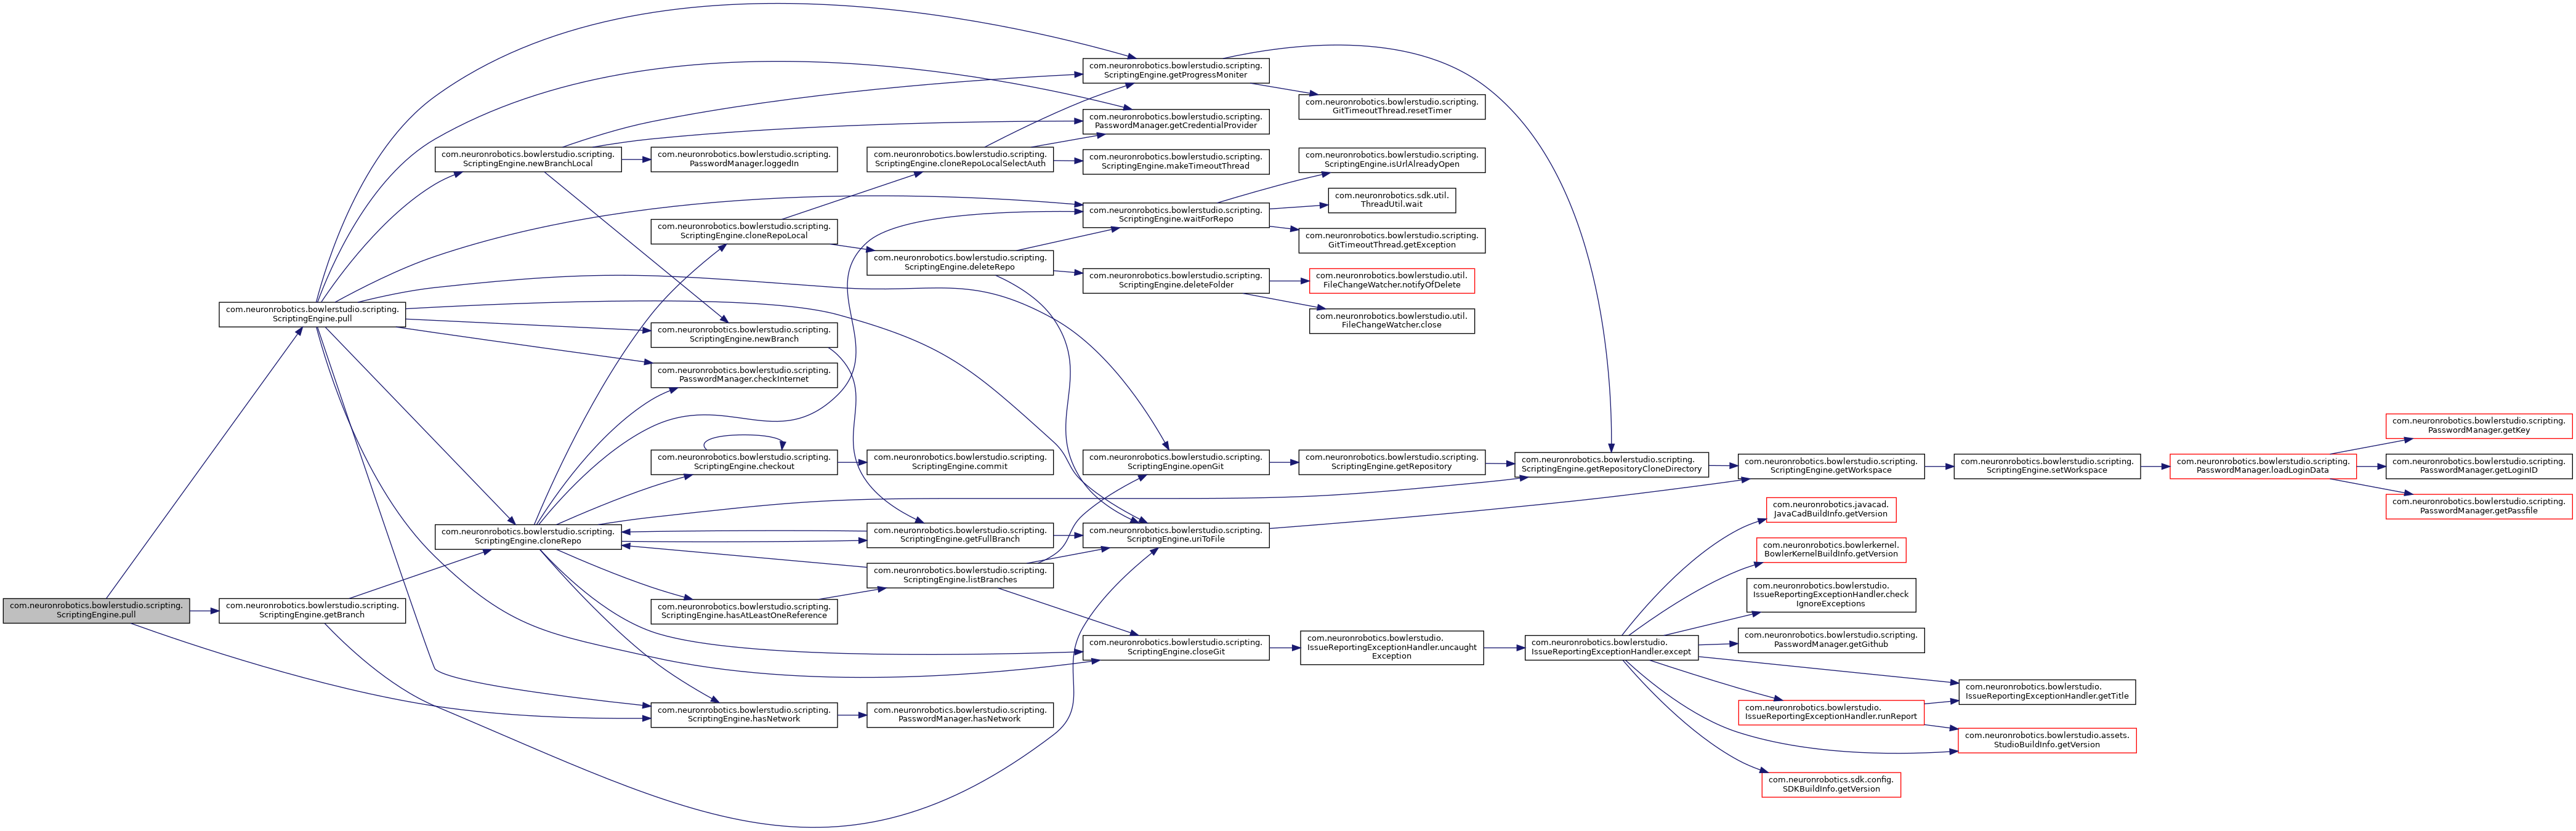 com.neuronrobotics.bowlerstudio.scripting.
ScriptingEngine.pull
com.neuronrobotics.bowlerstudio.scripting.
ScriptingEngine.pull
com.neuronrobotics.bowlerstudio.scripting.
ScriptingEngine.getBranch
com.neuronrobotics.bowlerstudio.scripting.
ScriptingEngine.newBranchLocal
com.neuronrobotics.bowlerstudio.scripting.
ScriptingEngine.cloneRepo
com.neuronrobotics.bowlerstudio.scripting.
PasswordManager.loggedIn
com.neuronrobotics.bowlerstudio.scripting.
ScriptingEngine.cloneRepoLocal
com.neuronrobotics.bowlerstudio.scripting.
ScriptingEngine.newBranch
com.neuronrobotics.bowlerstudio.scripting.
PasswordManager.checkInternet
com.neuronrobotics.bowlerstudio.scripting.
ScriptingEngine.checkout
com.neuronrobotics.bowlerstudio.scripting.
ScriptingEngine.hasAtLeastOneReference
com.neuronrobotics.bowlerstudio.scripting.
ScriptingEngine.hasNetwork
com.neuronrobotics.bowlerstudio.scripting.
ScriptingEngine.cloneRepoLocalSelectAuth
com.neuronrobotics.bowlerstudio.scripting.
ScriptingEngine.deleteRepo
com.neuronrobotics.bowlerstudio.scripting.
ScriptingEngine.commit
com.neuronrobotics.bowlerstudio.scripting.
ScriptingEngine.getFullBranch
com.neuronrobotics.bowlerstudio.scripting.
ScriptingEngine.listBranches
com.neuronrobotics.bowlerstudio.scripting.
PasswordManager.hasNetwork
com.neuronrobotics.bowlerstudio.scripting.
ScriptingEngine.getProgressMoniter
com.neuronrobotics.bowlerstudio.scripting.
PasswordManager.getCredentialProvider
com.neuronrobotics.bowlerstudio.scripting.
ScriptingEngine.makeTimeoutThread
com.neuronrobotics.bowlerstudio.scripting.
ScriptingEngine.waitForRepo
com.neuronrobotics.bowlerstudio.scripting.
ScriptingEngine.deleteFolder
com.neuronrobotics.bowlerstudio.scripting.
ScriptingEngine.openGit
com.neuronrobotics.bowlerstudio.scripting.
ScriptingEngine.uriToFile
com.neuronrobotics.bowlerstudio.scripting.
ScriptingEngine.closeGit
com.neuronrobotics.bowlerstudio.scripting.
GitTimeoutThread.resetTimer
com.neuronrobotics.bowlerstudio.scripting.
ScriptingEngine.isUrlAlreadyOpen
com.neuronrobotics.sdk.util.
ThreadUtil.wait
com.neuronrobotics.bowlerstudio.scripting.
GitTimeoutThread.getException
com.neuronrobotics.bowlerstudio.util.
FileChangeWatcher.notifyOfDelete
com.neuronrobotics.bowlerstudio.util.
FileChangeWatcher.close
com.neuronrobotics.bowlerstudio.scripting.
ScriptingEngine.getRepository
com.neuronrobotics.bowlerstudio.
IssueReportingExceptionHandler.uncaught
Exception
com.neuronrobotics.bowlerstudio.scripting.
ScriptingEngine.getRepositoryCloneDirectory
com.neuronrobotics.bowlerstudio.
IssueReportingExceptionHandler.except
com.neuronrobotics.bowlerstudio.scripting.
ScriptingEngine.getWorkspace
com.neuronrobotics.javacad.
JavaCadBuildInfo.getVersion
com.neuronrobotics.bowlerkernel.
BowlerKernelBuildInfo.getVersion
com.neuronrobotics.bowlerstudio.
IssueReportingExceptionHandler.check
IgnoreExceptions
com.neuronrobotics.bowlerstudio.scripting.
PasswordManager.getGithub
com.neuronrobotics.bowlerstudio.
IssueReportingExceptionHandler.runReport
com.neuronrobotics.sdk.config.
SDKBuildInfo.getVersion
com.neuronrobotics.bowlerstudio.scripting.
ScriptingEngine.setWorkspace
com.neuronrobotics.bowlerstudio.
IssueReportingExceptionHandler.getTitle
com.neuronrobotics.bowlerstudio.assets.
StudioBuildInfo.getVersion
com.neuronrobotics.bowlerstudio.scripting.
PasswordManager.loadLoginData
com.neuronrobotics.bowlerstudio.scripting.
PasswordManager.getKey
com.neuronrobotics.bowlerstudio.scripting.
PasswordManager.getLoginID
com.neuronrobotics.bowlerstudio.scripting.
PasswordManager.getPassfile